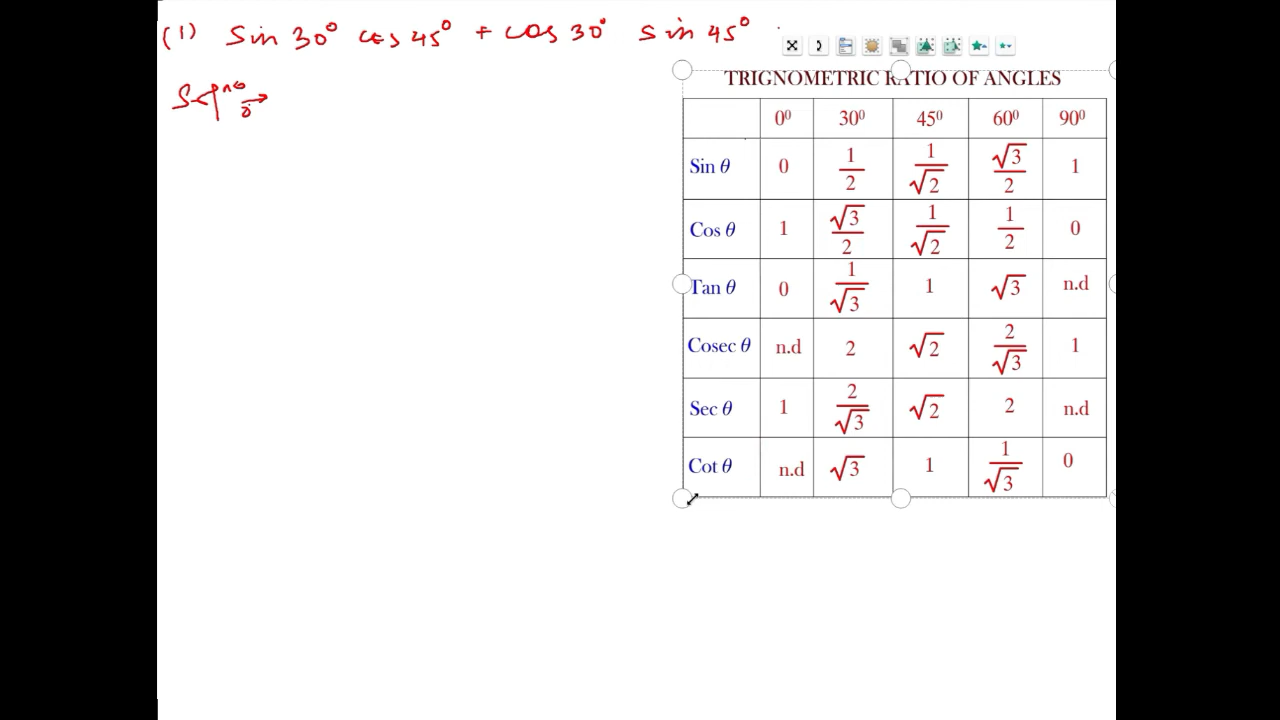 (1) Sin 30° cos 45° + cos 30° sin 45°
TRIGNOMETRIC RATIO OF ANGLES
0⁰ 30⁰ 45⁰ 60⁰ 90⁰
Sin θ 0 1/2 1/√2 √3/2 1
Cos θ 1 √3/2 1/√2 1/2 0
Tan θ 0 1/√3 1 √3 n.d
Cosec θ n.d 2 √2 2/√3 1
Sec θ 1 2/√3 √2 2 n.d
Cot θ n.d √3 1 1/√3 0